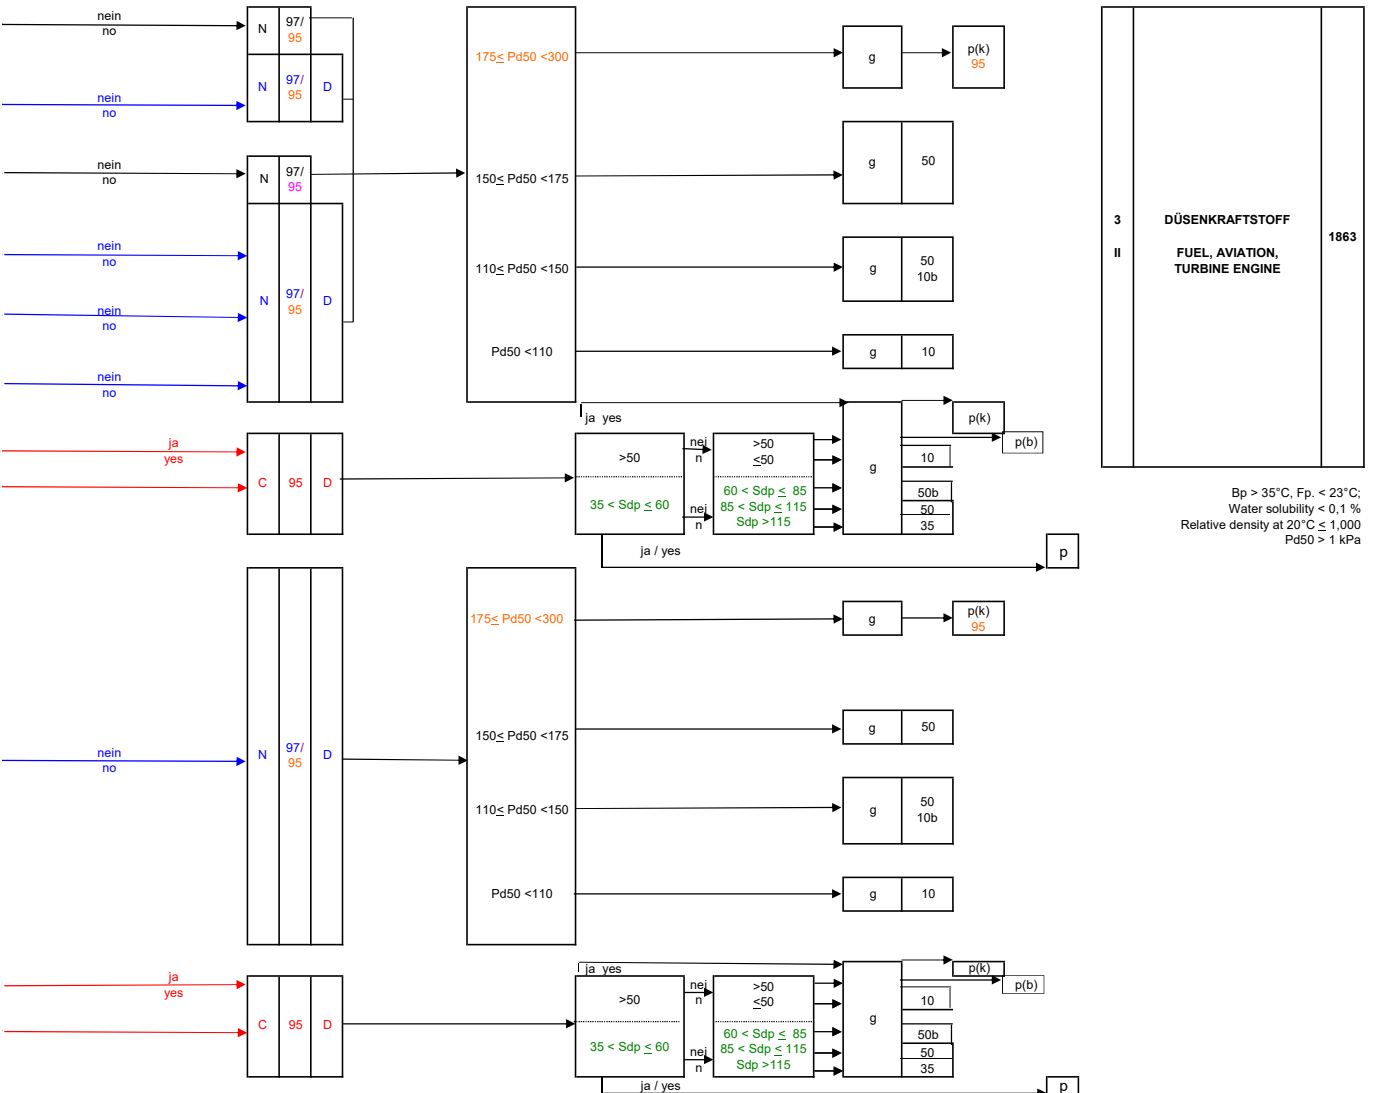 nein
no
N
97/
95
nein
no
N
97/
95
D
nein
no
N
97/
95
nein
no
nein
no
nein
no
N
97/
95
D
175≤ Pd50 <300
150≤ Pd50 <175
110≤ Pd50 <150
Pd50 <110
g
p(k)
95
g
50
g
50
10b
g
10
3
II
DÜSENKRAFTSTOFF
FUEL, AVIATION,
TURBINE ENGINE
1863
Bp > 35°C, Fp. < 23°C;
Water solubility < 0,1 %
Relative density at 20°C ≤ 1,000
Pd50 > 1 kPa
ja
yes
C
95
D
ja yes
>50
35 < Sdp ≤ 60
nei
n
nei
n
>50
≤50
60 < Sdp ≤ 85
85 < Sdp ≤ 115
Sdp >115
g
p(k)
p(b)
10
50b
50
35
ja / yes
p
nein
no
N
97/
95
D
175≤ Pd50 <300
150≤ Pd50 <175
110≤ Pd50 <150
Pd50 <110
g
p(k)
95
g
50
g
50
10b
g
10
ja
yes
C
95
D
ja yes
>50
35 < Sdp ≤ 60
nei
n
nei
n
>50
≤50
60 < Sdp ≤ 85
85 < Sdp ≤ 115
Sdp >115
g
p(k)
p(b)
10
50b
50
35
ja / yes
p